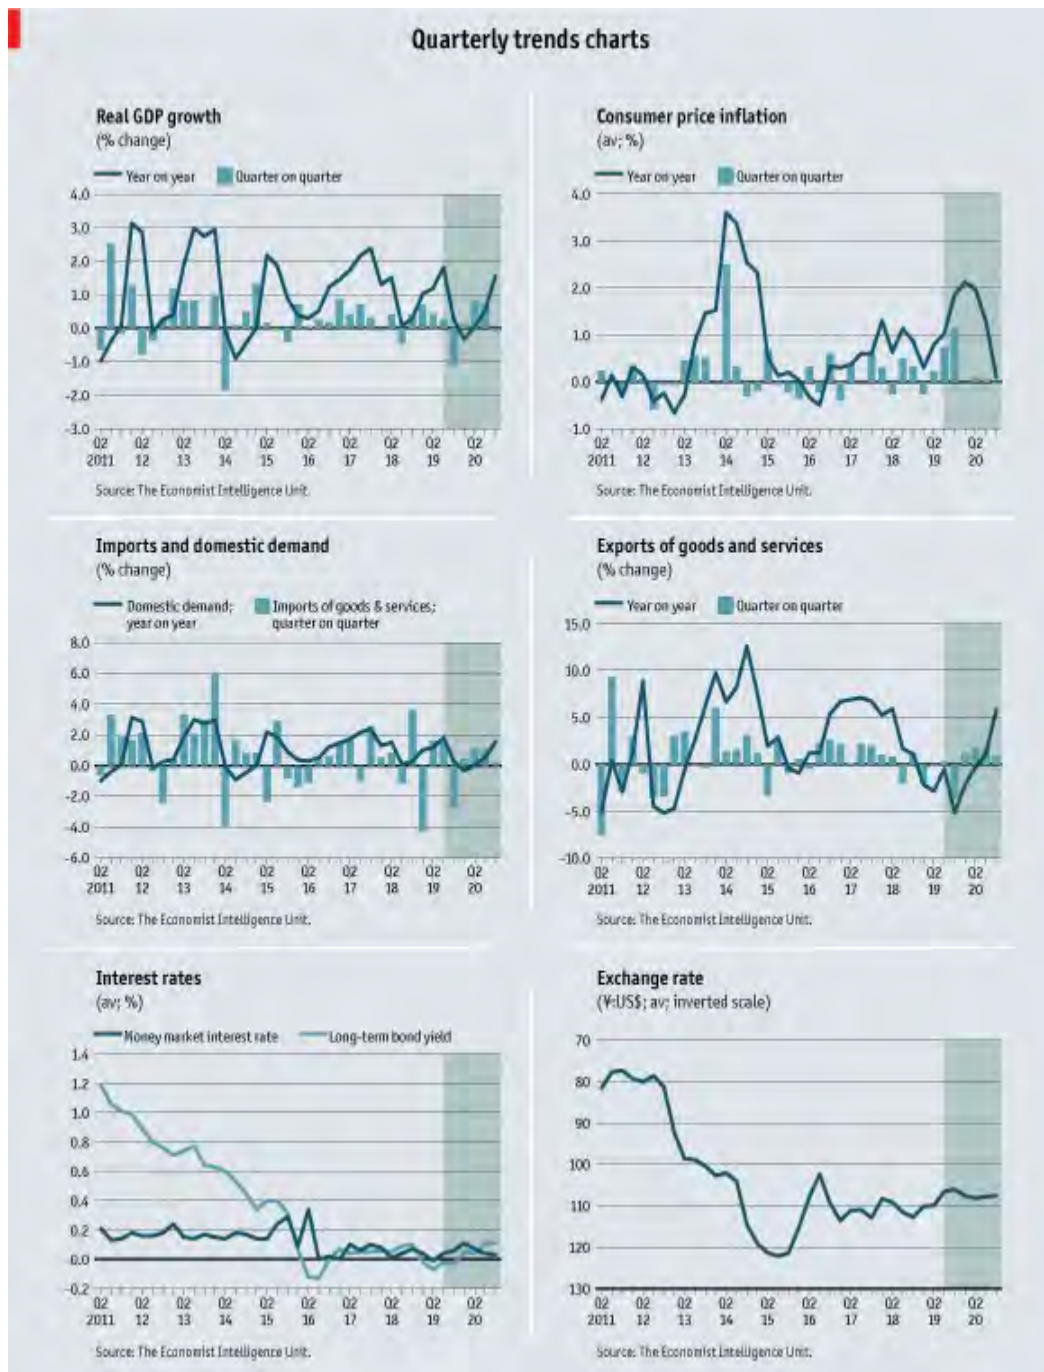 Quarterly trends charts
Real GDP growth
(% change)
Year on year
Quarter on quarter
4.0
3.0
2.0
1.0
0.0
-1.0
-2.0
-3.0
Q2 Q2 Q2 Q2 Q2 Q2 Q2 Q2 Q2 Q2
2011 12 13 14 15 16 17 18 19 20
Source: The Economist Intelligence Unit.
Consumer price inflation
(av; %)
Year on year
Quarter on quarter
4.0
3.0
2.0
1.0
0.0
1.0
Q2 Q2 Q2 Q2 Q2 Q2 Q2 Q2 Q2 Q2
2011 12 13 14 15 16 17 18 19 20
Source: The Economist Intelligence Unit.
Imports and domestic demand
(% change)
Domestic demand; Imports of goods & services;
year on year quarter on quarter
8.0
6.0
4.0
2.0
0.0
-2.0
-4.0
-6.0
Q2 Q2 Q2 Q2 Q2 Q2 Q2 Q2 Q2 Q2
2011 12 13 14 15 16 17 18 19 20
Source: The Economist Intelligence Unit.
Exports of goods and services
(% change)
Year on year
Quarter on quarter
15.0
10.0
5.0
0.0
-5.0
-10.0
Q2 Q2 Q2 Q2 Q2 Q2 Q2 Q2 Q2 Q2
2011 12 13 14 15 16 17 18 19 20
Source: The Economist Intelligence Unit.
Interest rates
(av; %)
Money market interest rate
Long-term bond yield
1.4
1.2
1.0
0.8
0.6
0.4
0.2
0.0
-0.2
Q2 Q2 Q2 Q2 Q2 Q2 Q2 Q2 Q2 Q2
2011 12 13 14 15 16 17 18 19 20
Source: The Economist Intelligence Unit.
Exchange rate
(¥:US$; av; inverted scale)
70
80
90
100
110
120
130
Q2 Q2 Q2 Q2 Q2 Q2 Q2 Q2 Q2 Q2
2011 12 13 14 15 16 17 18 19 20
Source: The Economist Intelligence Unit.